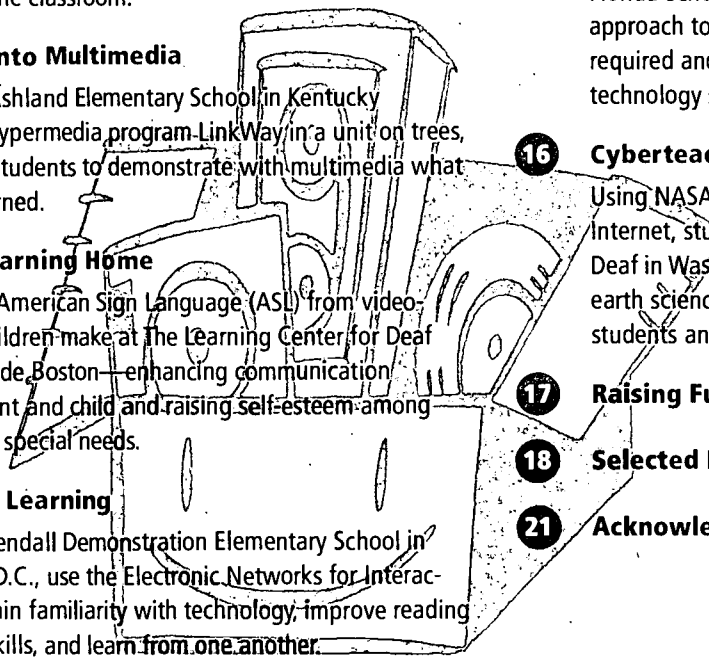 he classroom.
nto Multimedia
shland Elementary School in Kentucky
ypermedia program LinkWay in a unit on trees,
tudents to demonstrate with multimedia what
rned.
arning Home
American Sign Language (ASL) from video-
ildren make at The Learning Center for Deaf
de Boston—enhancing communication
nt and child and raising self-esteem among
special needs.
Learning
endall Demonstration Elementary School in
D.C., use the Electronic Networks for Interac-
ain familiarity with technology, improve reading
kills, and learn from one another.
approach to
required and
technology
16 Cyberteac
Using NASA
Internet, stu
Deaf in Was
earth scienc
students an
17 Raising Fu
18 Selected
21 Acknowle